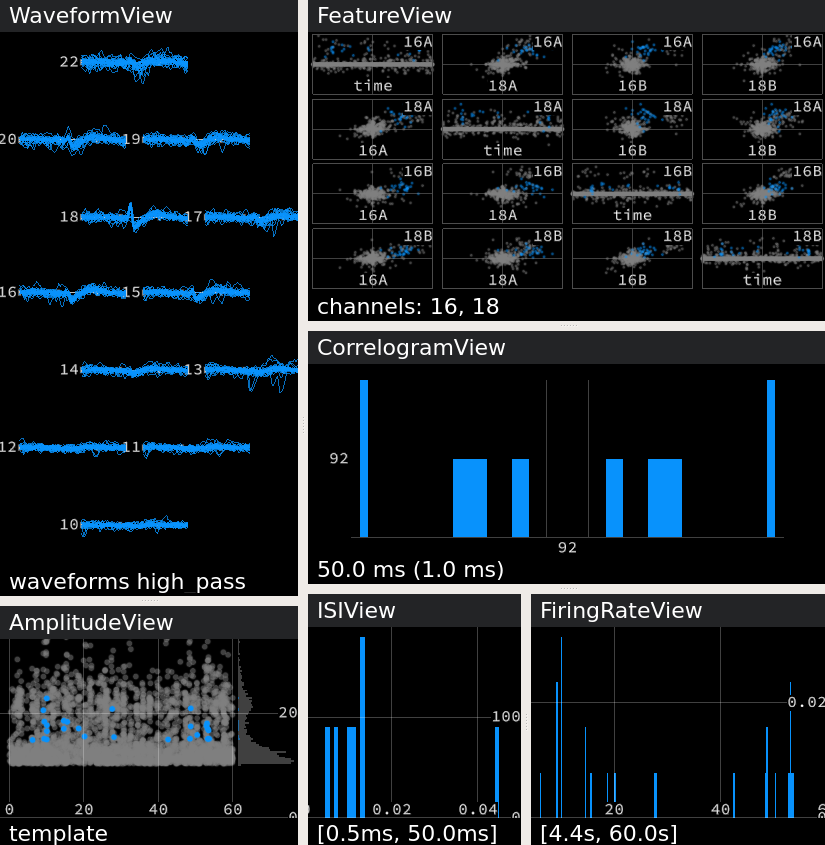 WaveformView
22
20 19
18 17
16 15
14 13
12 11
10
waveforms high_pass
FeatureView
16A 16A 16A 16A
time 18A 16B 18B
18A 18A 18A 18A
16A time 16B 18B
16B 16B 16B 16B
16A 18A time 18B
18B 18B 18B 18B
16A 18A 16B time
channels: 16, 18
CorrelogramView
92
92
50.0 ms (1.0 ms)
AmplitudeView
20
0 20 40 60
template
ISIView
100
0.02 0.04
[0.5ms, 50.0ms]
FiringRateView
0.02
20 40
[4.4s, 60.0s]